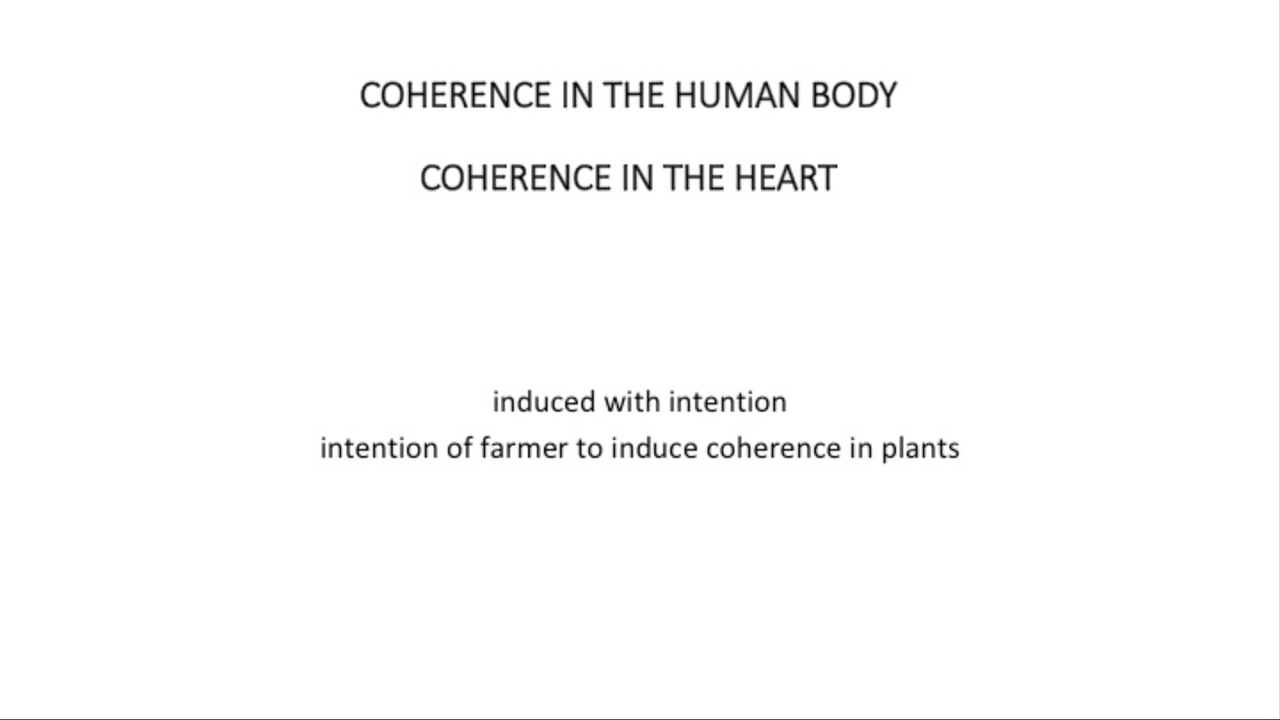 COHERENCE IN THE HUMAN BODY
COHERENCE IN THE HEART
induced with intention
intention of farmer to induce coherence in plants